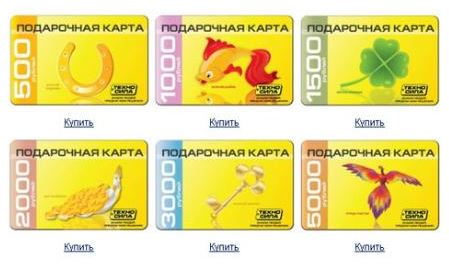 ПОДАРОЧНАЯ КАРТА
500 рублей
ТЕХНО
СИЛА
Купить
ПОДАРОЧНАЯ КАРТА
1000 рублей
ТЕХНО
СИЛА
Купить
ПОДАРОЧНАЯ КАРТА
1500 рублей
ТЕХНО
СИЛА
Купить
ПОДАРОЧНАЯ КАРТА
2000 рублей
ТЕХНО
СИЛА
Купить
ПОДАРОЧНАЯ КАРТА
3000 рублей
ТЕХНО
СИЛА
Купить
ПОДАРОЧНАЯ КАРТА
5000 рублей
ТЕХНО
СИЛА
Купить